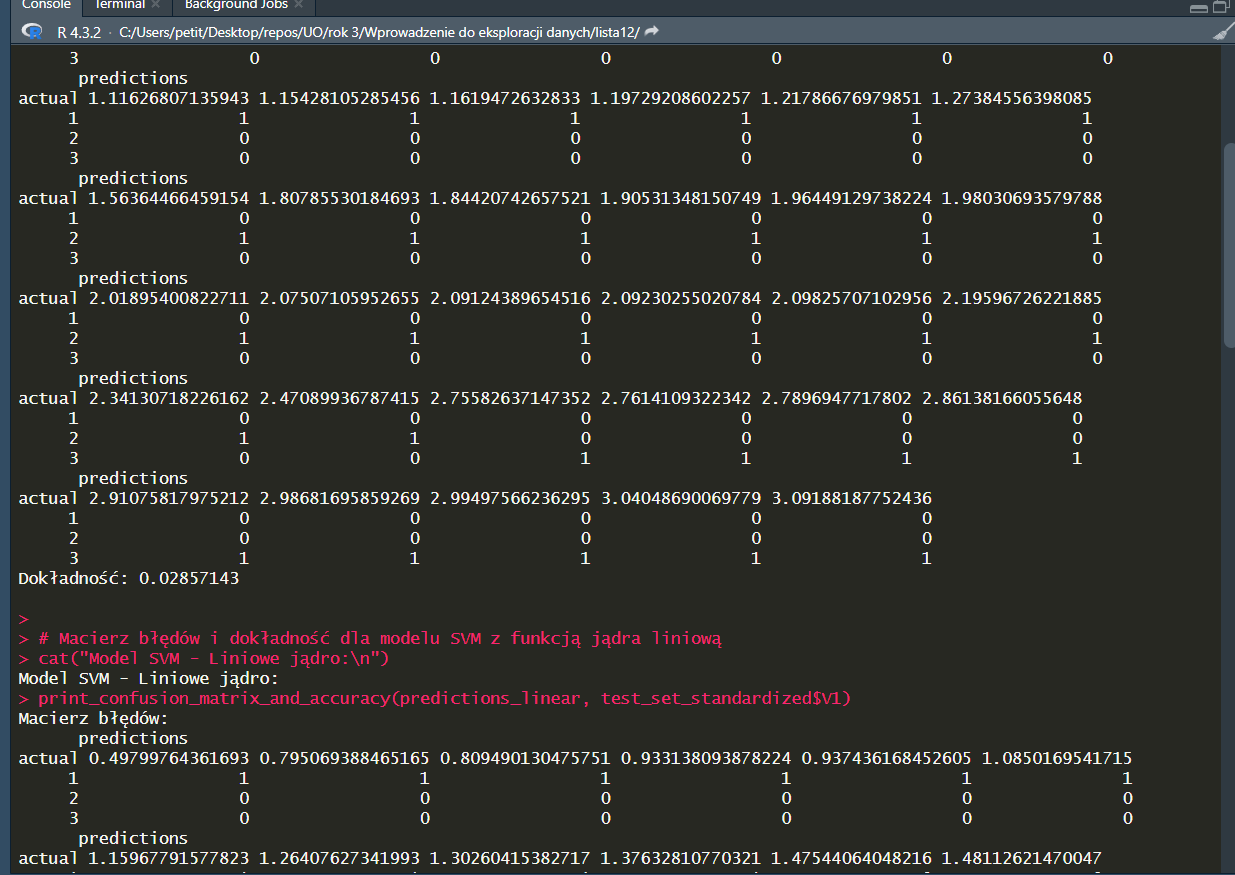 Console Terminal × Background Jobs ×
R 4.3.2 · C:/Users/petit/Desktop/repos/UO/rok 3/Wprowadzenie do eksploracji danych/lista12/
3 0 0 0 0 0 0
predictions
actual 1.11626807135943 1.15428105285456 1.1619472632833 1.19729208602257 1.21786676979851 1.27384556398085
1 1 1 1 1 1 1
2 0 0 0 0 0 0
3 0 0 0 0 0 0
predictions
actual 1.56364466459154 1.80785530184693 1.84420742657521 1.90531348150749 1.96449129738224 1.98030693579788
1 0 0 0 0 0 0
2 1 1 1 1 1 1
3 0 0 0 0 0 0
predictions
actual 2.01895400822711 2.07507105952655 2.09124389654516 2.09230255020784 2.09825707102956 2.19596726221885
1 0 0 0 0 0 0
2 1 1 1 1 1 1
3 0 0 0 0 0 0
predictions
actual 2.34130718226162 2.47089936787415 2.75582637147352 2.7614109322342 2.7896947717802 2.86138166055648
1 0 0 0 0 0 0
2 1 1 0 0 0 0
3 0 0 1 1 1 1
predictions
actual 2.91075817975212 2.98681695859269 2.99497566236295 3.04048690069779 3.09188187752436
1 0 0 0 0 0
2 0 0 0 0 0
3 1 1 1 1 1
Dokładność: 0.02857143
>
> # Macierz błędów i dokładność dla modelu SVM z funkcją jądra liniową
> cat("Model SVM - Liniowe jądro:\n")
Model SVM - Liniowe jądro:
> print_confusion_matrix_and_accuracy(predictions_linear, test_set_standardized$V1)
Macierz błędów:
predictions
actual 0.49799764361693 0.795069388465165 0.809490130475751 0.933138093878224 0.937436168452605 1.0850169541715
1 1 1 1 1 1 1
2 0 0 0 0 0 0
3 0 0 0 0 0 0
predictions
actual 1.15967791577823 1.26407627341993 1.30260415382717 1.37632810770321 1.47544064048216 1.48112621470047